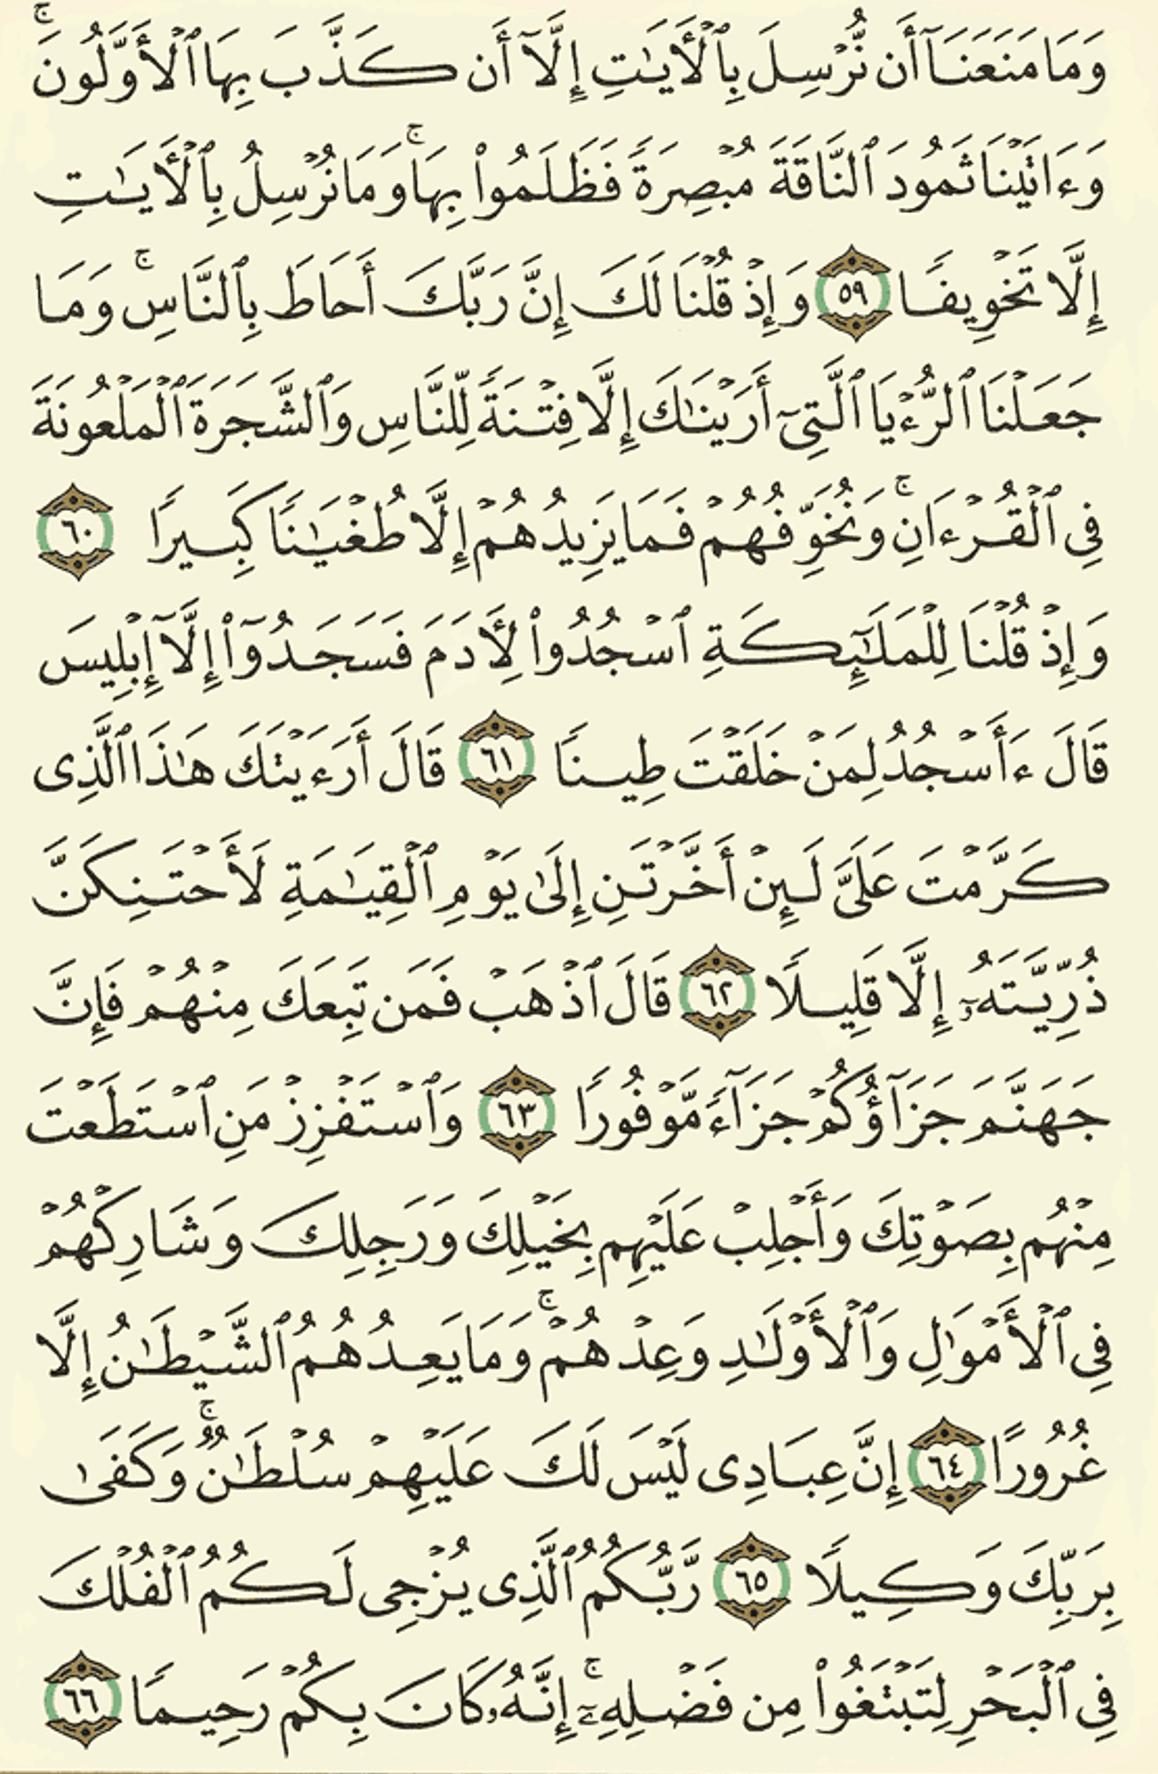 وَمَا مَنَعَنَآ أَن نُّرْسِلَ بِٱلْأَيَٰتِ إِلَّآ أَن كَذَّبَ بِهَا ٱلْأَوَّلُونَ ۚ
وَءَاتَيْنَا ثَمُودَ ٱلنَّاقَةَ مُبْصِرَةً فَظَلَمُوا۟ بِهَا ۚ وَمَا نُرْسِلُ بِٱلْأَيَٰتِ
إِلَّا تَخْوِيفًا ٥٩ وَإِذْ قُلْنَا لَكَ إِنَّ رَبَّكَ أَحَاطَ بِٱلنَّاسِ ۚ وَمَا
جَعَلْنَا ٱلرُّءْيَا ٱلَّتِىٓ أَرَيْنَٰكَ إِلَّا فِتْنَةً لِّلنَّاسِ وَٱلشَّجَرَةَ ٱلْمَلْعُونَةَ
فِى ٱلْقُرْءَانِ ۚ وَنُخَوِّفُهُمْ فَمَا يَزِيدُهُمْ إِلَّا طُغْيَٰنًا كَبِيرًا ٦٠
وَإِذْ قُلْنَا لِلْمَلَٰٓئِكَةِ ٱسْجُدُوا۟ لِأَدَمَ فَسَجَدُوٓا۟ إِلَّآ إِبْلِيسَ
قَالَ ءَأَسْجُدُ لِمَنْ خَلَقْتَ طِينًا ٦١ قَالَ أَرَءَيْتَكَ هَٰذَا ٱلَّذِى
كَرَّمْتَ عَلَىَّ لَئِنْ أَخَّرْتَنِ إِلَىٰ يَوْمِ ٱلْقِيَٰمَةِ لَأَحْتَنِكَنَّ
ذُرِّيَّتَهُۥٓ إِلَّا قَلِيلًا ٦٢ قَالَ ٱذْهَبْ فَمَن تَبِعَكَ مِنْهُمْ فَإِنَّ
جَهَنَّمَ جَزَآؤُكُمْ جَزَآءً مَّوْفُورًا ٦٣ وَٱسْتَفْزِزْ مَنِ ٱسْتَطَعْتَ
مِنْهُم بِصَوْتِكَ وَأَجْلِبْ عَلَيْهِم بِخَيْلِكَ وَرَجِلِكَ وَشَارِكْهُمْ
فِى ٱلْأَمْوَٰلِ وَٱلْأَوْلَٰدِ وَعِدْهُمْ ۚ وَمَا يَعِدُهُمُ ٱلشَّيْطَٰنُ إِلَّا
غُرُورًا ٦٤ إِنَّ عِبَادِى لَيْسَ لَكَ عَلَيْهِمْ سُلْطَٰنٌ ۚ وَكَفَىٰ
بِرَبِّكَ وَكِيلًا ٦٥ رَّبُّكُمُ ٱلَّذِى يُزْجِى لَكُمُ ٱلْفُلْكَ
فِى ٱلْبَحْرِ لِتَبْتَغُوا۟ مِن فَضْلِهِۦٓ ۚ إِنَّهُۥ كَانَ بِكُمْ رَحِيمًا ٦٦